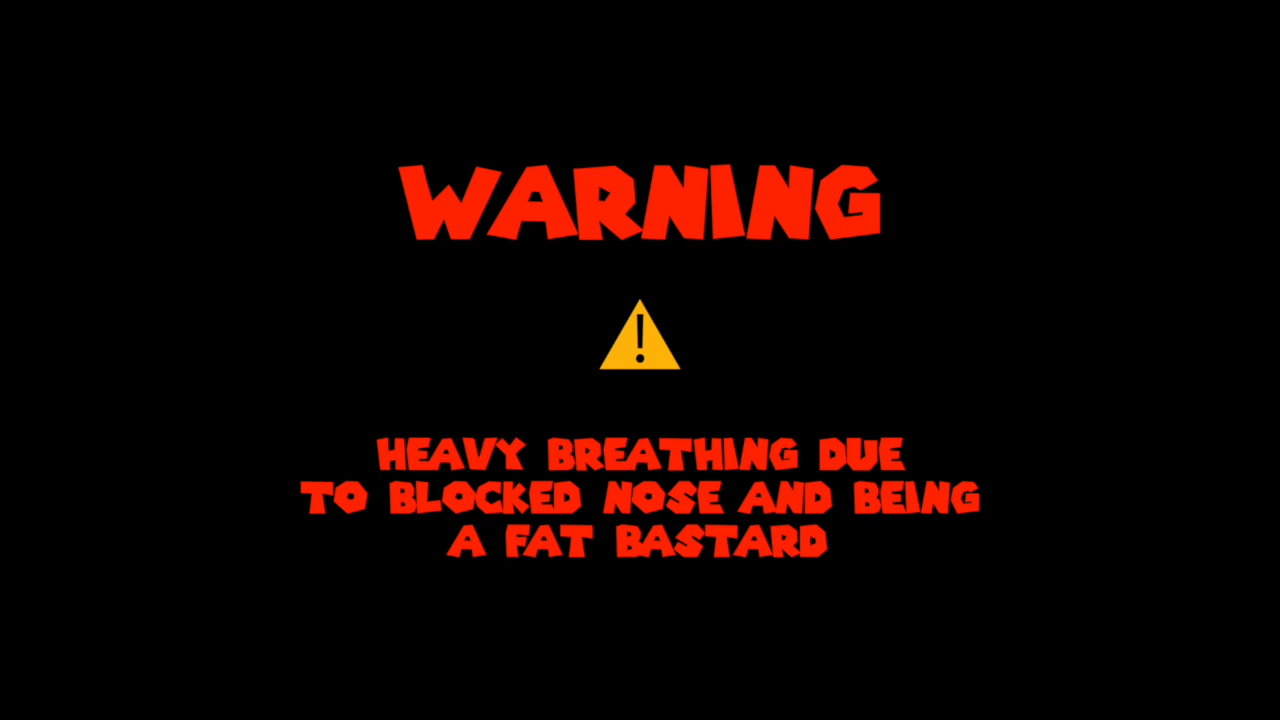 WARNING
HEAVY BREATHING DUE
TO BLOCKED NOSE AND BEING
A FAT BASTARD